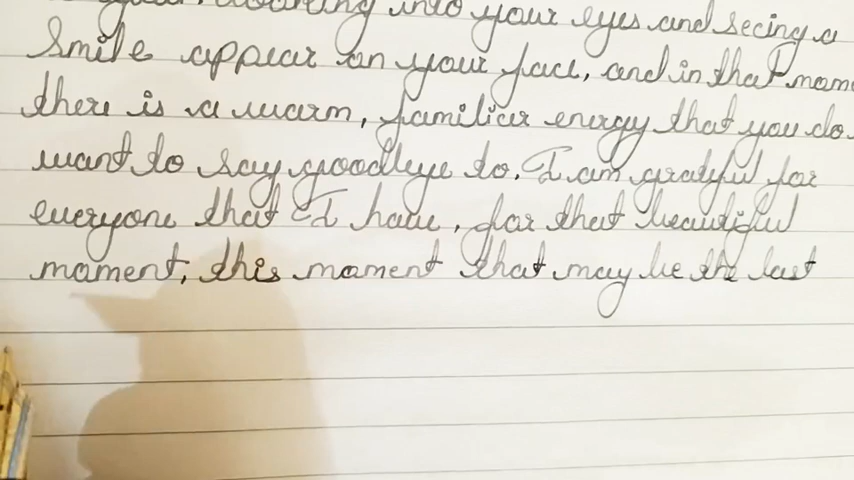 into your eyes and seeing a
smile appear on your face, and in that mom
there is a warm, familiar energy that you do
want to say goodbye to. I am grateful for
everyone that I have, for that beautiful
moment, this moment that may be the last